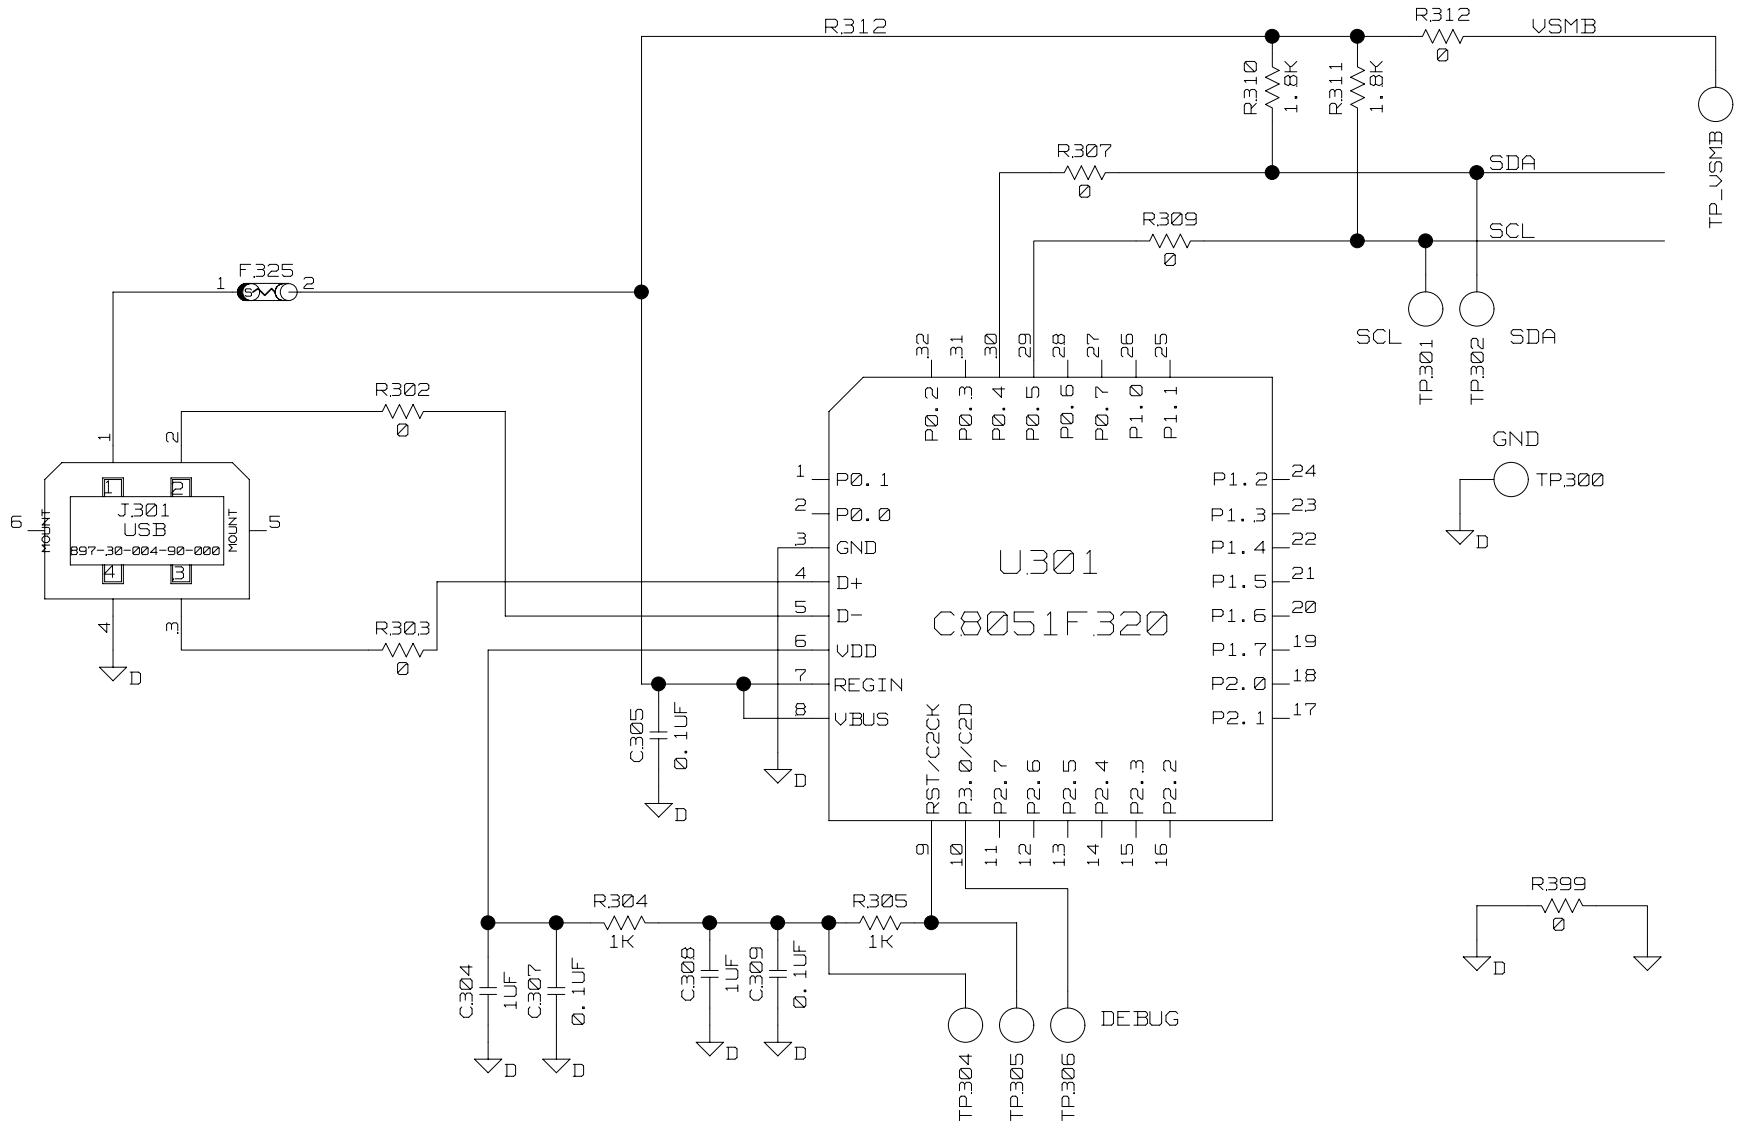 R312
R312
0
VSMB
R310
1.8K
R311
1.8K
TP_VSMB
R307
0
SDA
R309
0
SCL
F325
1
2
S
SCL
TP301
TP302
SDA
32
31
30
29
28
27
26
25
P0.2
P0.3
P0.4
P0.5
P0.6
P0.7
P1.0
P1.1
R302
0
1
2
1
2
J301
USB
897-30-004-90-000
6
MOUNT
MOUNT
5
4
3
4
3
D
R303
0
GND
TP300
D
1
P0.1
2
P0.0
3
GND
4
D+
5
D-
6
VDD
7
REGIN
8
VBUS
U301
C8051F320
P1.2
24
P1.3
23
P1.4
22
P1.5
21
P1.6
20
P1.7
19
P2.0
18
P2.1
17
C305
0.1UF
D
D
RST/C2CK
P3.0/C2D
P2.7
P2.6
P2.5
P2.4
P2.3
P2.2
9
10
11
12
13
14
15
16
R304
1K
R305
1K
C304
1UF
D
C307
0.1UF
D
C308
1UF
D
C309
0.1UF
D
TP304
TP305
TP306
DEBUG
R399
0
D